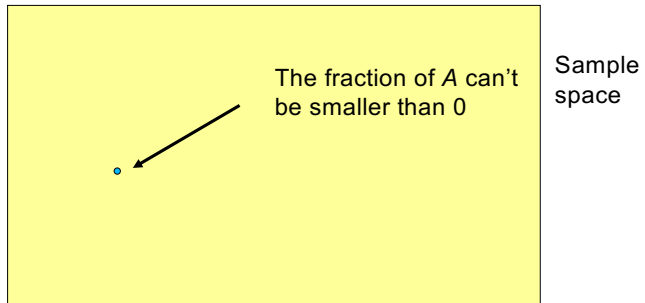 The fraction of A can’t
be smaller than 0
Sample
space